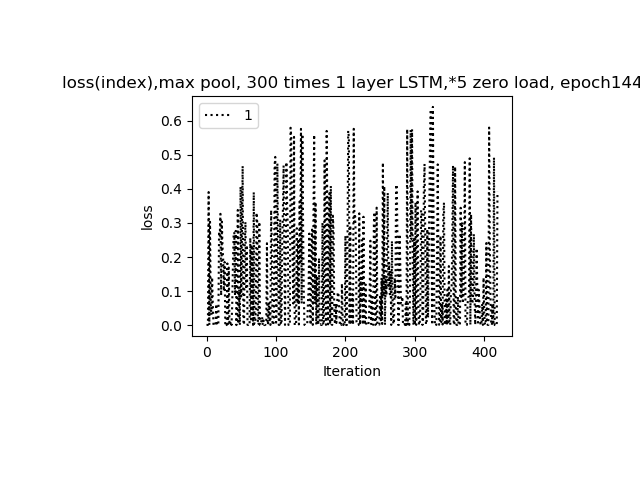 loss(index),max pool, 300 times 1 layer LSTM,*5 zero load, epoch144
1
0.6
0.5
0.4
0.3
0.2
0.1
0.0
loss
0 100 200 300 400
Iteration